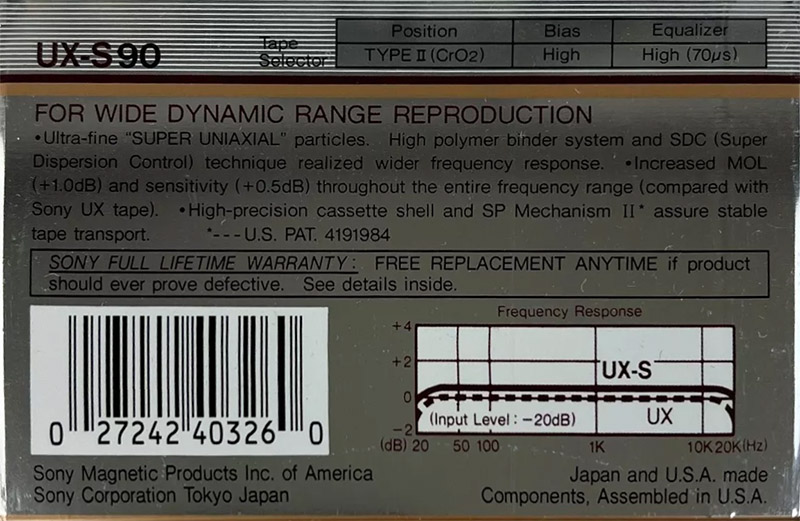 Position Bias Equalizer
UX-S90 Tape Selector TYPE II (CrO2) High High (70µs)
FOR WIDE DYNAMIC RANGE REPRODUCTION
•Ultra-fine "SUPER UNIAXIAL" particles. High polymer binder system and SDC (Super
Dispersion Control) technique realized wider frequency response. •Increased MOL
(+1.0dB) and sensitivity (+0.5dB) throughout the entire frequency range (compared with
Sony UX tape). •High-precision cassette shell and SP Mechanism II* assure stable
tape transport. *---U.S. PAT. 4191984
SONY FULL LIFETIME WARRANTY: FREE REPLACEMENT ANYTIME if product
should ever prove defective. See details inside.
Frequency Response
+4
+2
UX-S
0
(Input Level: -20dB) UX
-2
(dB) 20 50 100 1K 10K 20K (Hz)
0 27242 40326 0
Sony Magnetic Products Inc. of America
Sony Corporation Tokyo Japan
Japan and U.S.A. made
Components, Assembled in U.S.A.